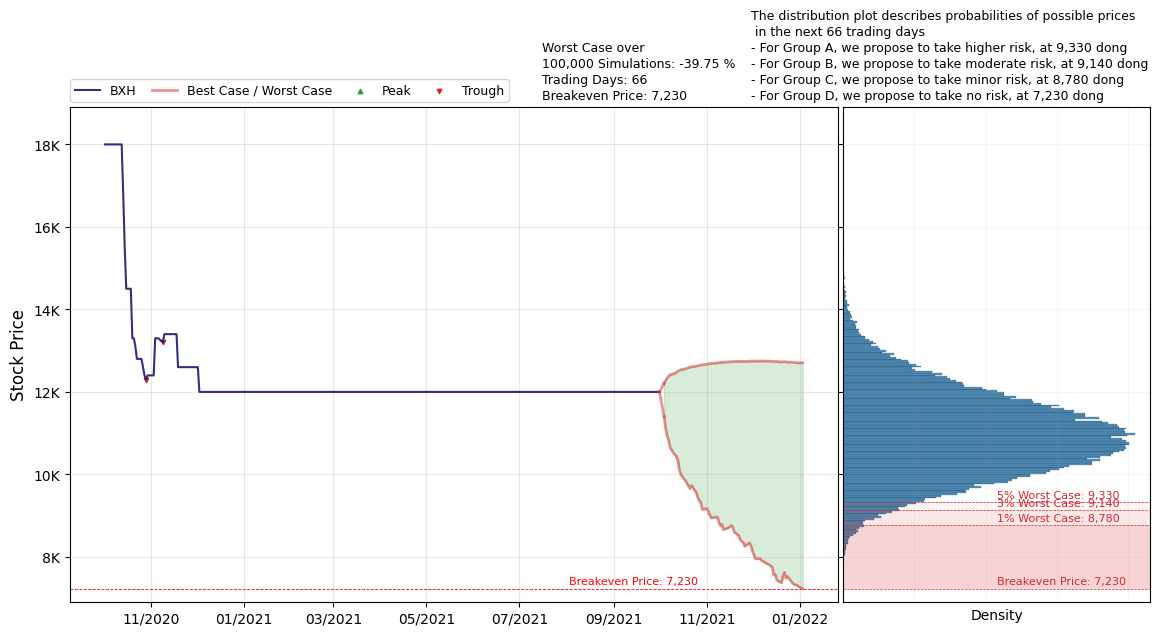 The distribution plot describes probabilities of possible prices
in the next 66 trading days
- For Group A, we propose to take higher risk, at 9,330 dong
- For Group B, we propose to take moderate risk, at 9,140 dong
- For Group C, we propose to take minor risk, at 8,780 dong
- For Group D, we propose to take no risk, at 7,230 dong
Worst Case over
100,000 Simulations: -39.75 %
Trading Days: 66
Breakeven Price: 7,230
BXH
Best Case / Worst Case
Peak
Trough
Stock Price
18K
16K
14K
12K
10K
8K
Breakeven Price: 7,230
11/2020
01/2021
03/2021
05/2021
07/2021
09/2021
11/2021
01/2022
5% Worst Case: 9,330
3% Worst Case: 9,140
1% Worst Case: 8,780
Breakeven Price: 7,230
Density